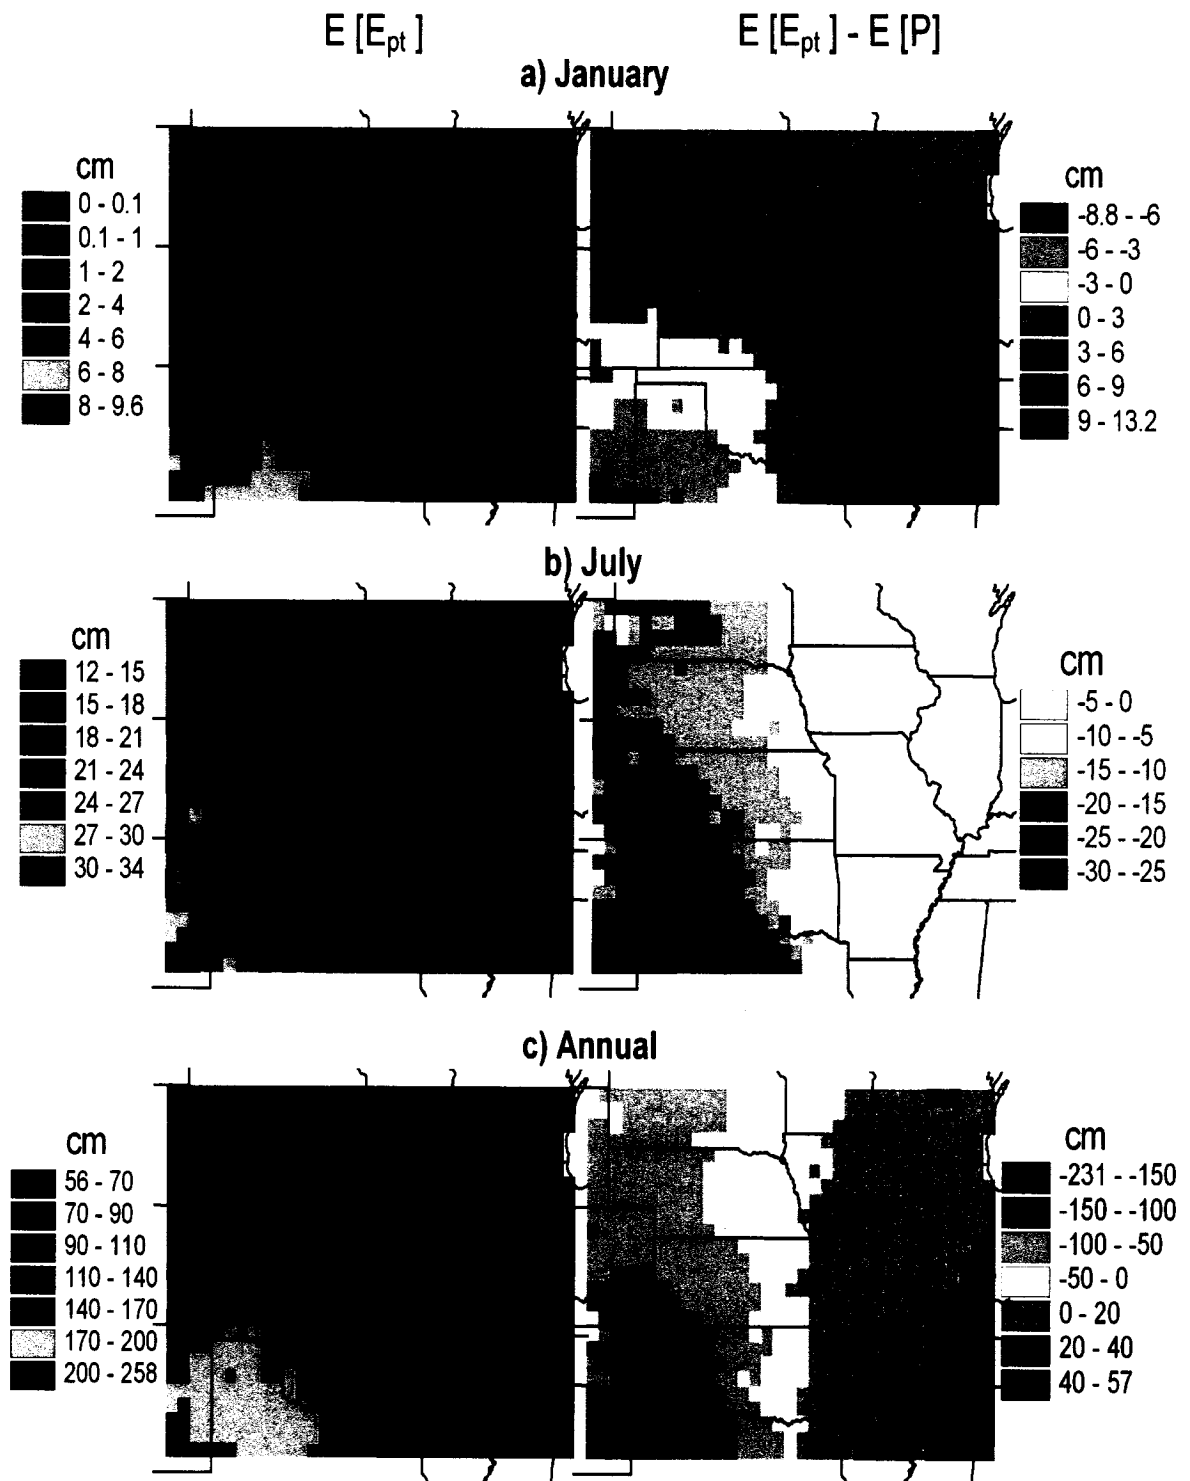 E [Ept]
E [Ept] - E [P]
a) January
cm
0 - 0.1
0.1 - 1
1 - 2
2 - 4
4 - 6
6 - 8
8 - 9.6
cm
-8.8 - -6
-6 - -3
-3 - 0
0 - 3
3 - 6
6 - 9
9 - 13.2
b) July
cm
12 - 15
15 - 18
18 - 21
21 - 24
24 - 27
27 - 30
30 - 34
cm
-5 - 0
-10 - -5
-15 - -10
-20 - -15
-25 - -20
-30 - -25
c) Annual
cm
56 - 70
70 - 90
90 - 110
110 - 140
140 - 170
170 - 200
200 - 258
cm
-231 - -150
-150 - -100
-100 - -50
-50 - 0
0 - 20
20 - 40
40 - 57